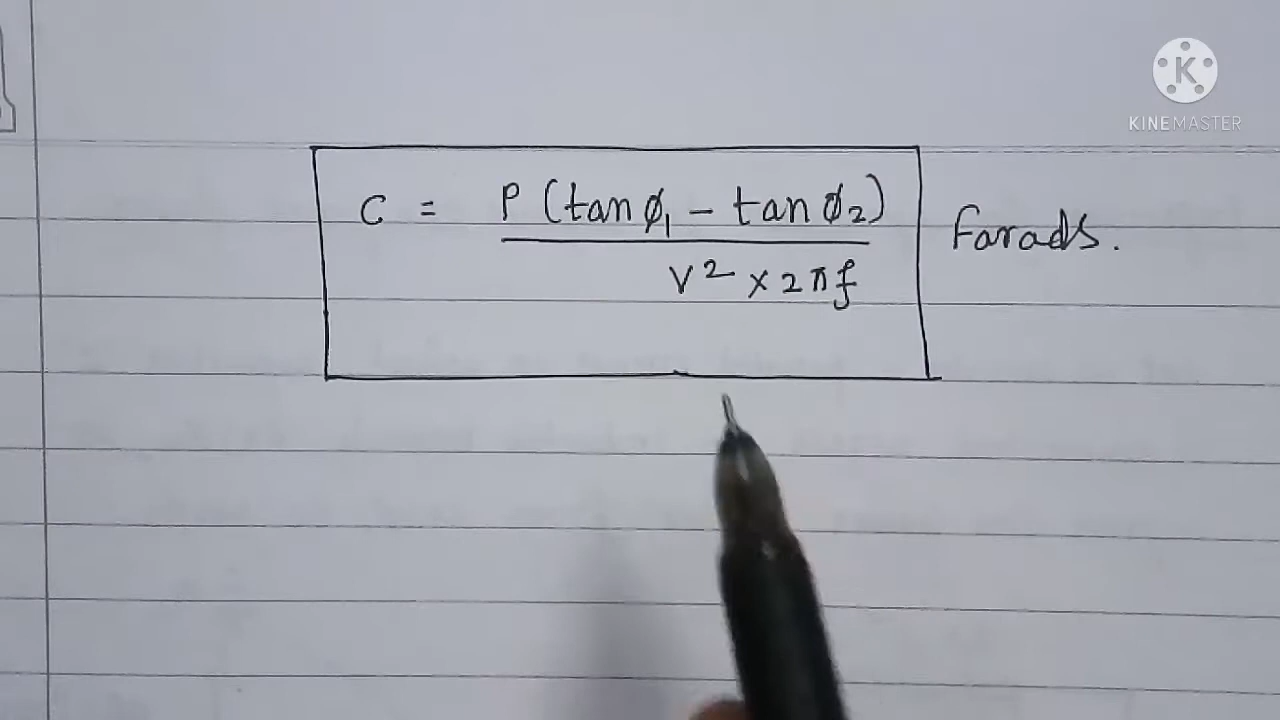 K
KINEMASTER
C = P (tan ϕ₁ - tan ϕ₂) / V² × 2πf Farads.